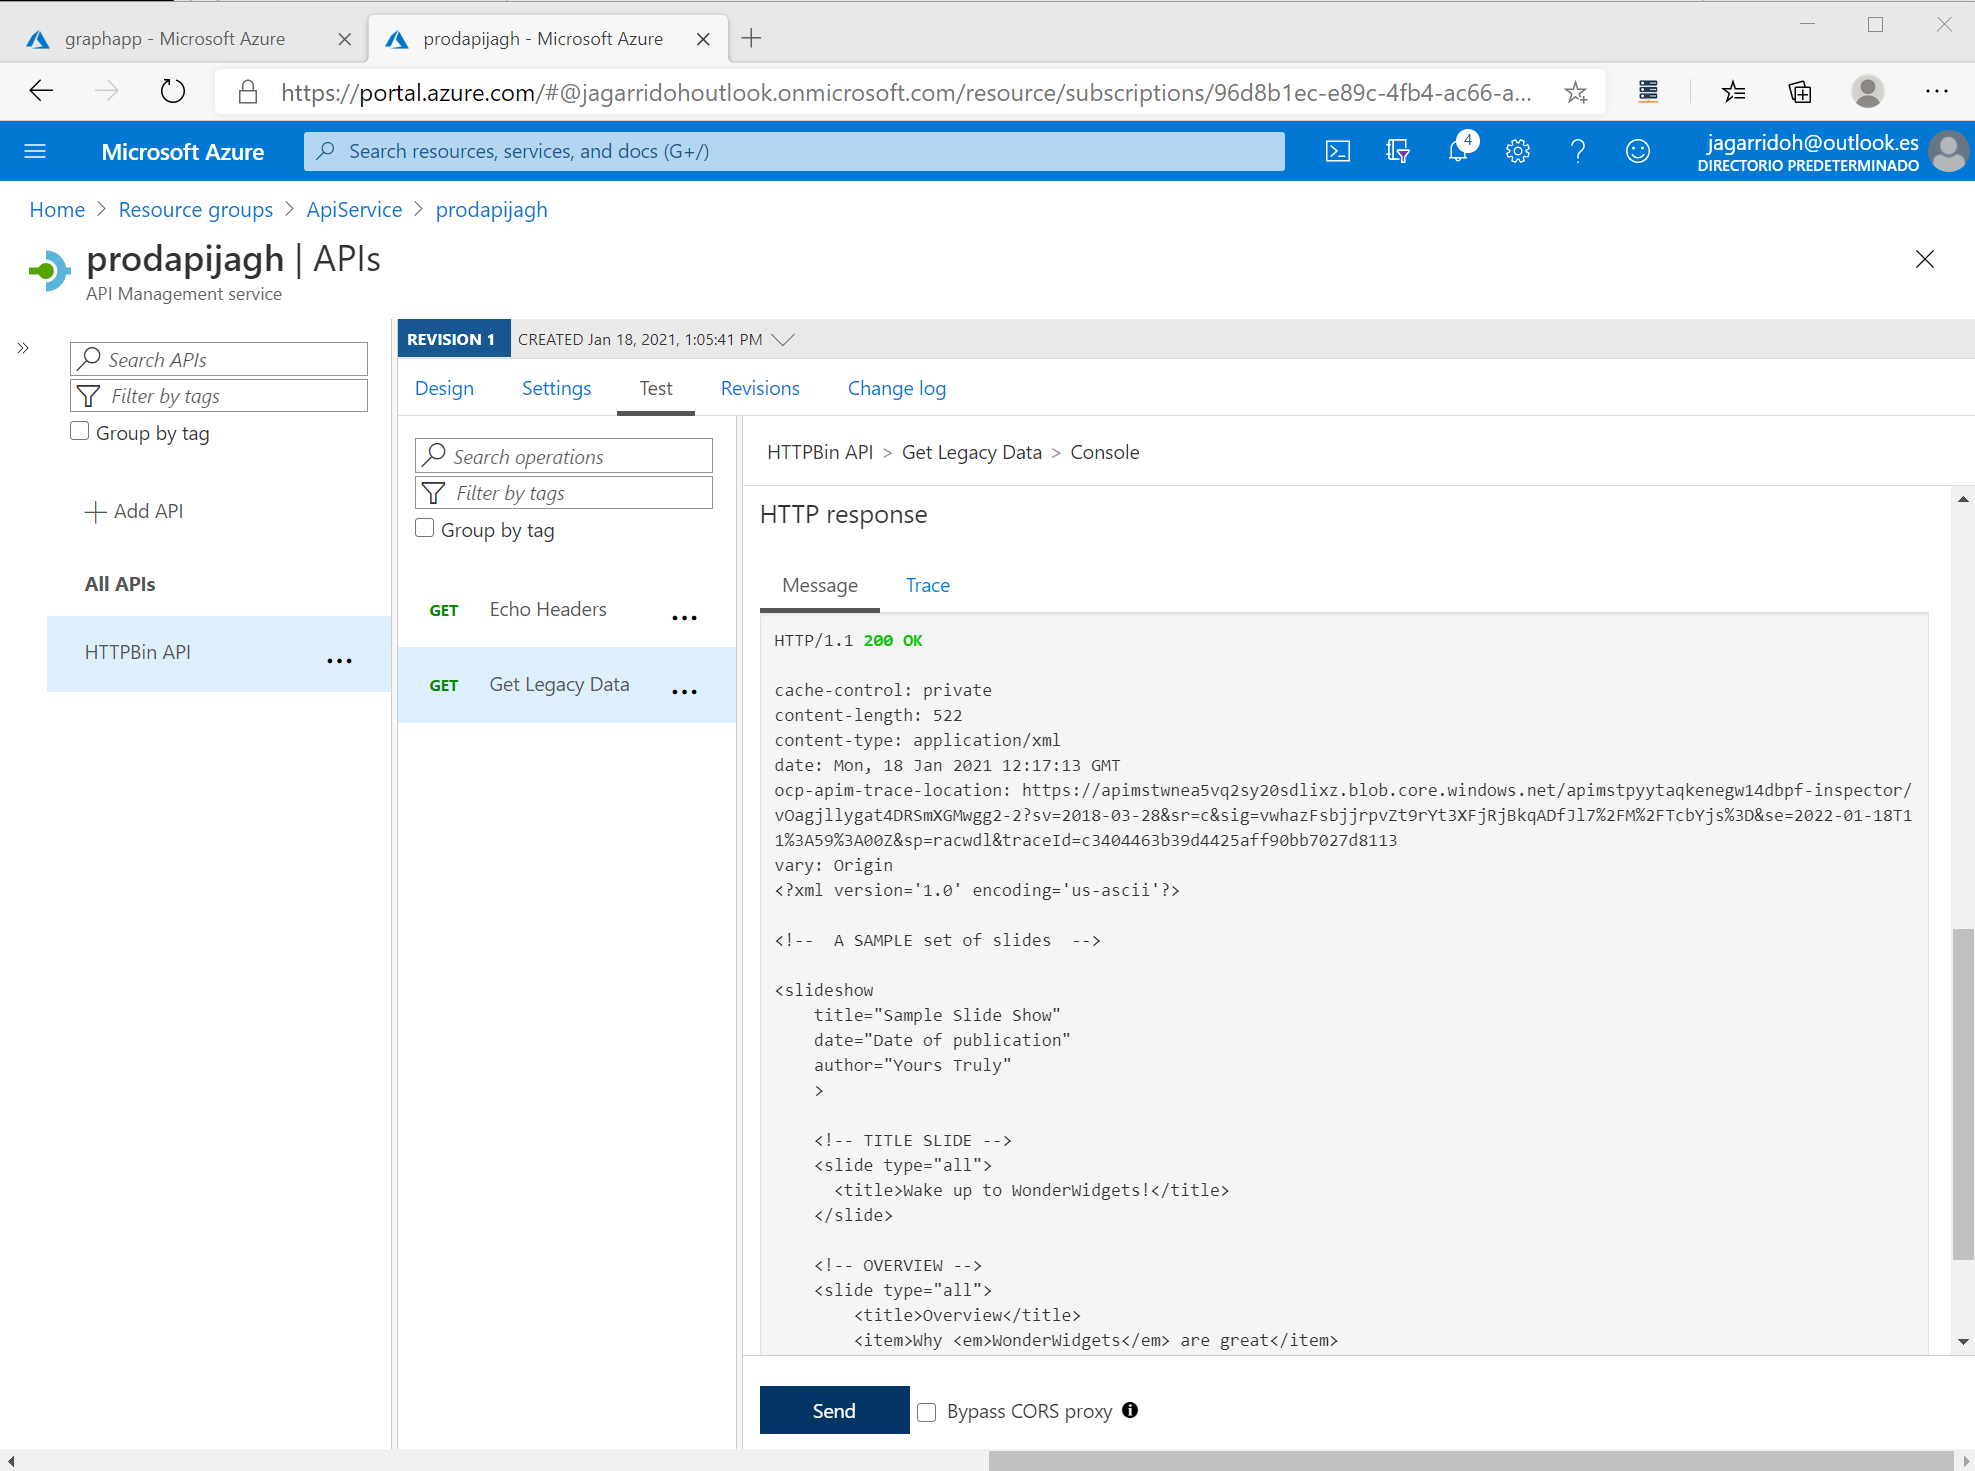 graphapp - Microsoft Azure
prodapijagh - Microsoft Azure
https://portal.azure.com/#@jagarridohoutlook.onmicrosoft.com/resource/subscriptions/96d8b1ec-e89c-4fb4-ac66-a...
Microsoft Azure
Search resources, services, and docs (G+/)
4
jagarridoh@outlook.es
DIRECTORIO PREDETERMINADO
Home > Resource groups > ApiService > prodapijagh
prodapijagh | APIs
API Management service
Search APIs
Filter by tags
Group by tag
Add API
All APIs
HTTPBin API
REVISION 1 CREATED Jan 18, 2021, 1:05:41 PM
Design Settings Test Revisions Change log
Search operations
Filter by tags
Group by tag
GET Echo Headers
GET Get Legacy Data
HTTPBin API > Get Legacy Data > Console
HTTP response
Message Trace
HTTP/1.1 200 OK
cache-control: private
content-length: 522
content-type: application/xml
date: Mon, 18 Jan 2021 12:17:13 GMT
ocp-apim-trace-location: https://apimstwnea5vq2sy20sdlixz.blob.core.windows.net/apimstpyytaqkenegw14dbpf-inspector/
vOagjllygat4DRSmXGMwgg2-2?sv=2018-03-28&sr=c&sig=vwhazFsbjjrpvZt9rYt3XFjRjBkqADfJl7%2FM%2FTcbYjs%3D&se=2022-01-18T1
1%3A59%3A00Z&sp=racwdl&traceId=c3404463b39d4425aff90bb7027d8113
vary: Origin
<?xml version='1.0' encoding='us-ascii'?>
<!--  A SAMPLE set of slides  -->
<slideshow
title="Sample Slide Show"
date="Date of publication"
author="Yours Truly"
>
<!-- TITLE SLIDE -->
<slide type="all">
<title>Wake up to WonderWidgets!</title>
</slide>
<!-- OVERVIEW -->
<slide type="all">
<title>Overview</title>
<item>Why <em>WonderWidgets</em> are great</item>
Send
Bypass CORS proxy